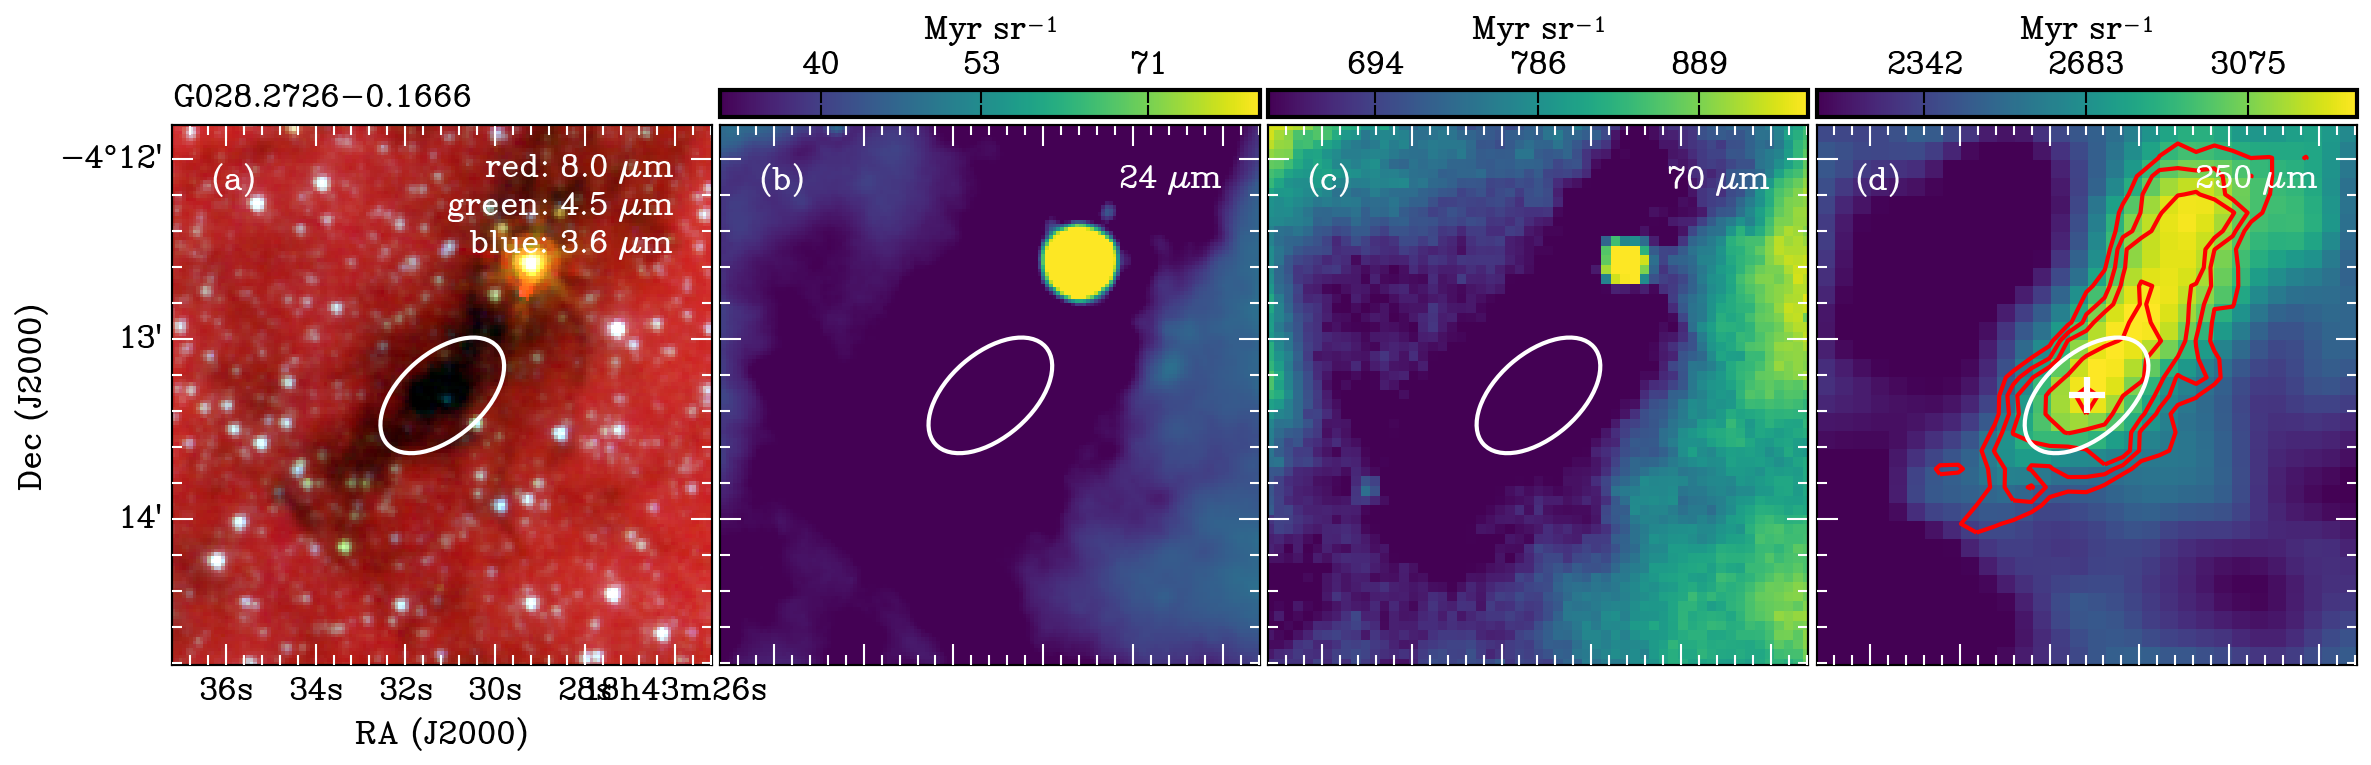 Myr sr⁻¹
Myr sr⁻¹
Myr sr⁻¹
40 53 71
694 786 889
2342 2683 3075
G028.2726−0.1666
(a)
red: 8.0 μm
green: 4.5 μm
blue: 3.6 μm
(b)
24 μm
(c)
70 μm
(d)
250 μm
−4°12'
13'
14'
Dec (J2000)
36s 34s 32s 30s 28s 18h43m26s
RA (J2000)